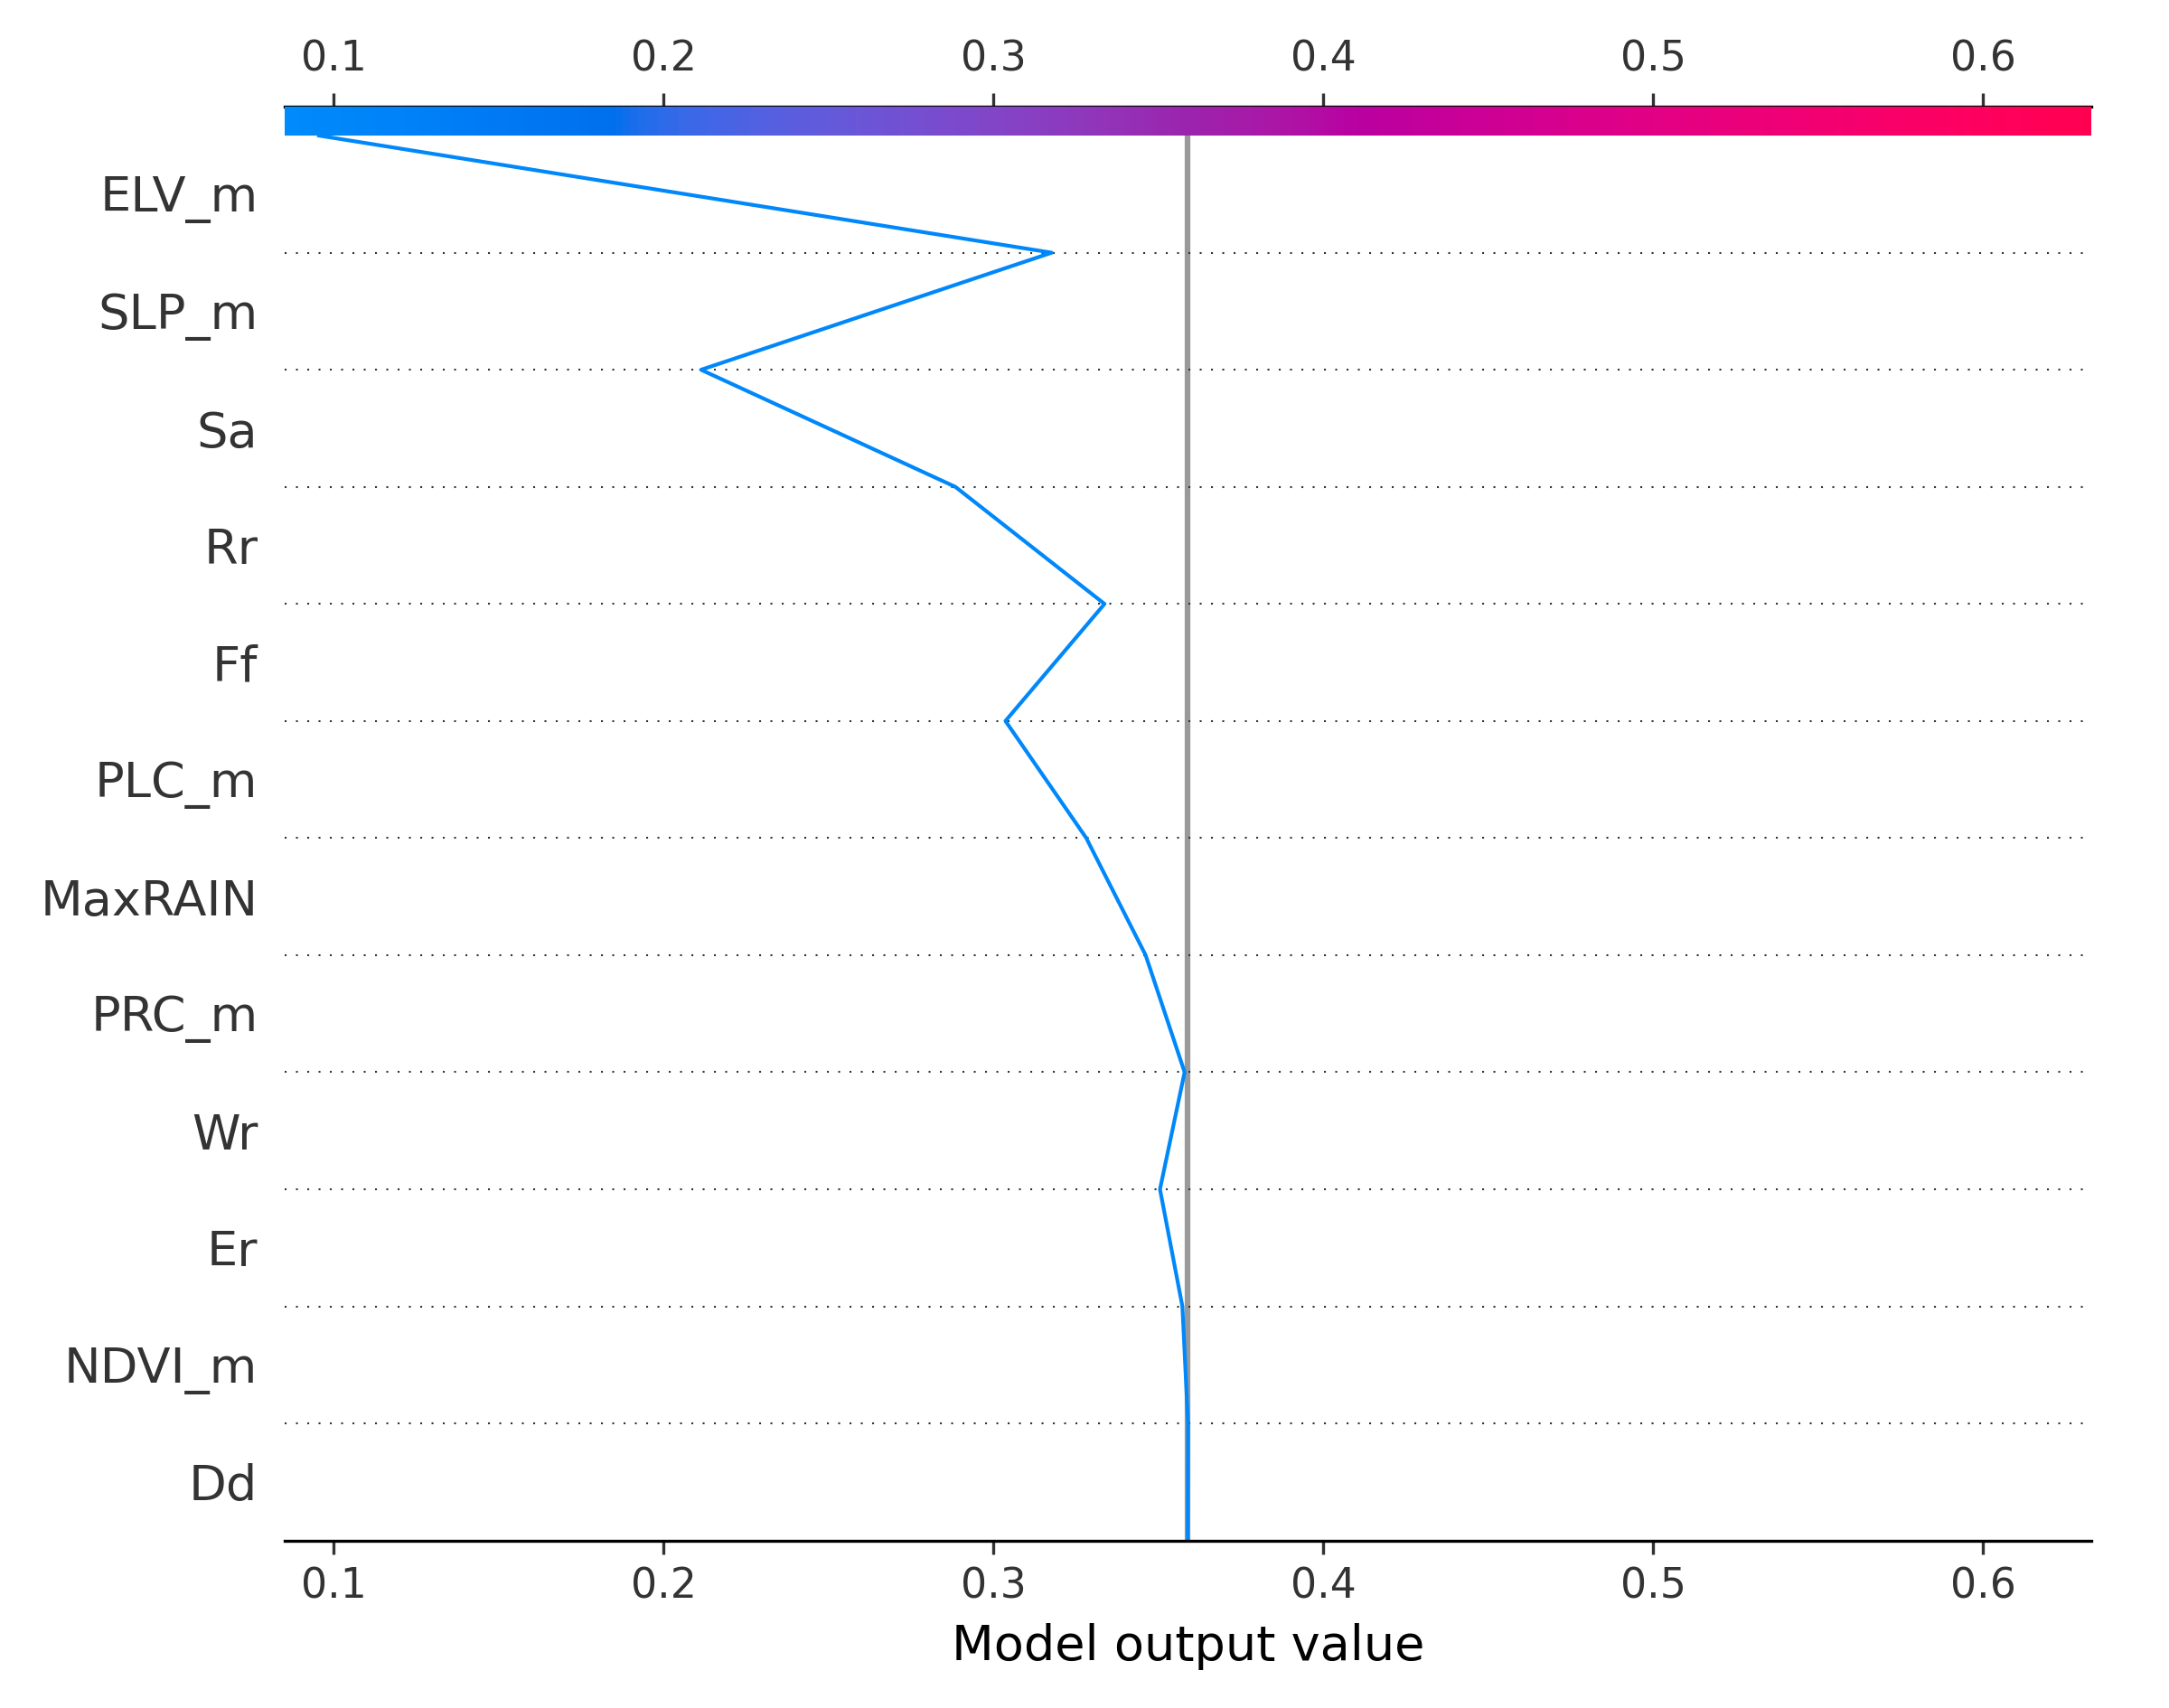 0.1 0.2 0.3 0.4 0.5 0.6
ELV_m
SLP_m
Sa
Rr
Ff
PLC_m
MaxRAIN
PRC_m
Wr
Er
NDVI_m
Dd
0.1 0.2 0.3 0.4 0.5 0.6
Model output value